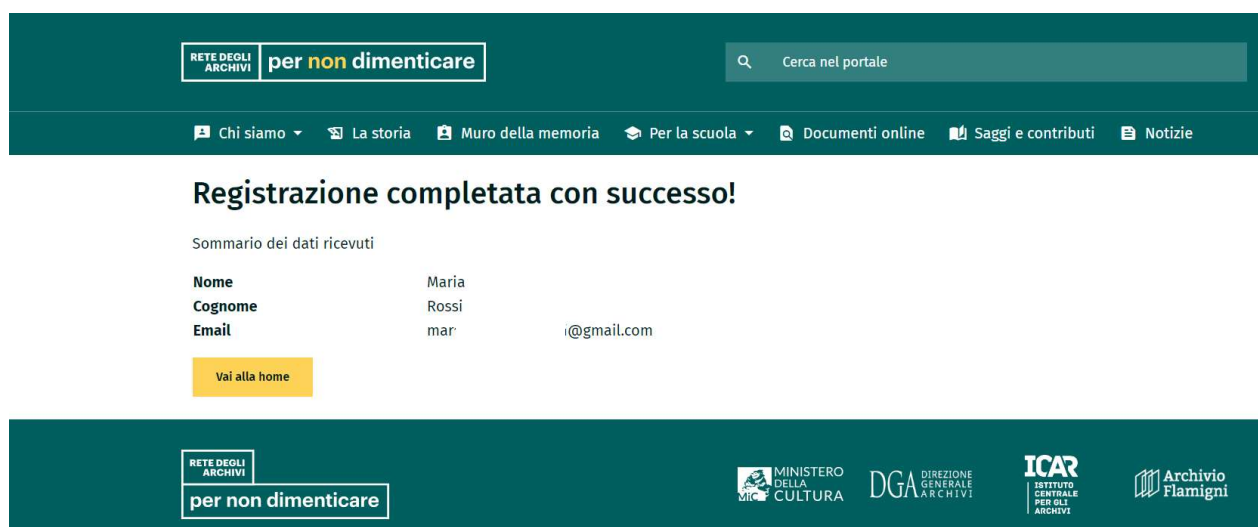 RETE DEGLI ARCHIVI per non dimenticare
Cerca nel portale
Chi siamo La storia Muro della memoria Per la scuola Documenti online Saggi e contributi Notizie
Registrazione completata con successo!
Sommario dei dati ricevuti
Nome Maria
Cognome Rossi
Email mar @gmail.com
Vai alla home
RETE DEGLI
ARCHIVI
per non dimenticare
MiC MINISTERO
DELLA
CULTURA
DGA DIREZIONE
GENERALE
ARCHIVI
ICAR
ISTITUTO
CENTRALE
PER GLI
ARCHIVI
Archivio
Flamigni